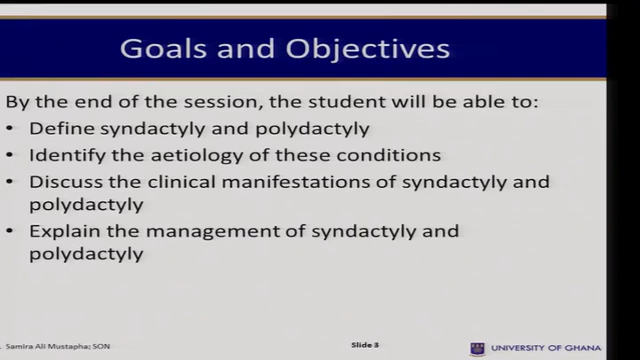 Goals and Objectives
By the end of the session, the student will be able to:
• Define syndactyly and polydactyly
• Identify the aetiology of these conditions
• Discuss the clinical manifestations of syndactyly and
polydactyly
• Explain the management of syndactyly and
polydactyly
. Samira Ali Mustapha; SON
Slide 3
UNIVERSITY OF GHANA